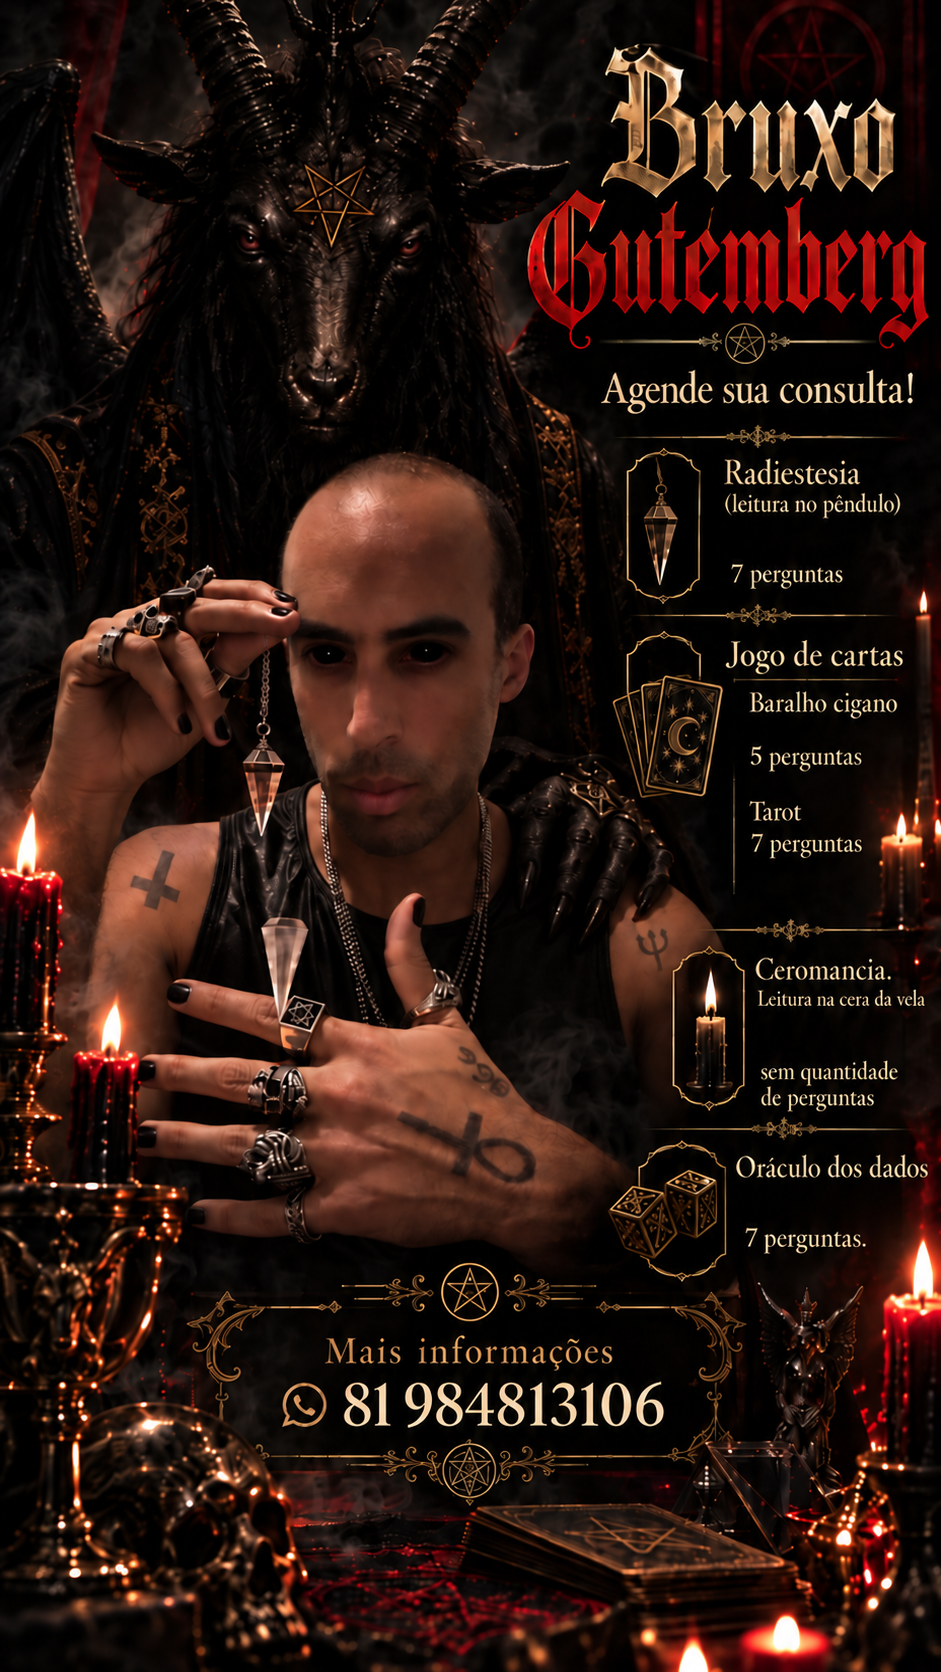 Bruxo
Gutemberg
Agende sua consulta!
Radiestesia
(leitura no pêndulo)
7 perguntas
Jogo de cartas
Baralho cigano
5 perguntas
Tarot
7 perguntas
Ceromancia.
Leitura na cera da vela
sem quantidade
de perguntas
Oráculo dos dados
7 perguntas.
Mais informações
81 984813106